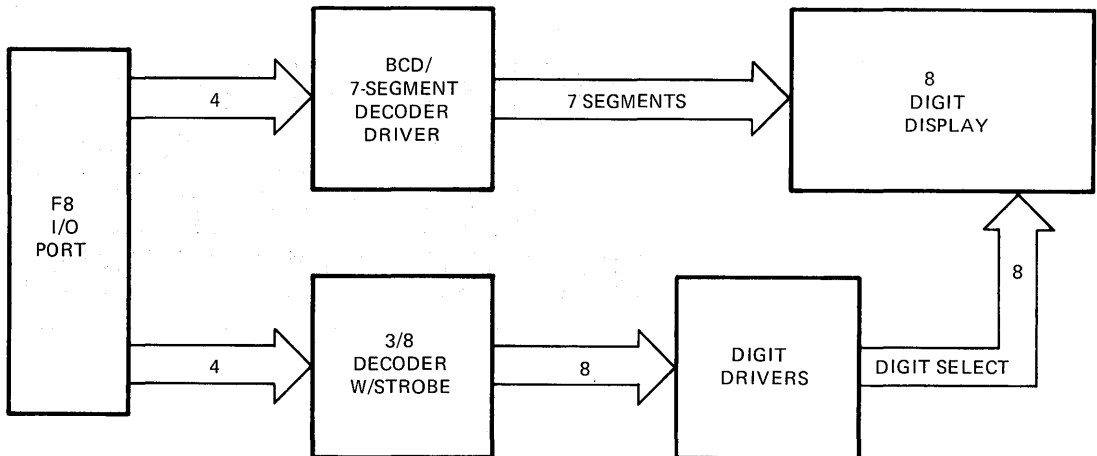 F8
I/O
PORT
4
BCD/
7-SEGMENT
DECODER
DRIVER
7 SEGMENTS
8
DIGIT
DISPLAY
4
3/8
DECODER
W/STROBE
8
DIGIT
DRIVERS
DIGIT SELECT
8